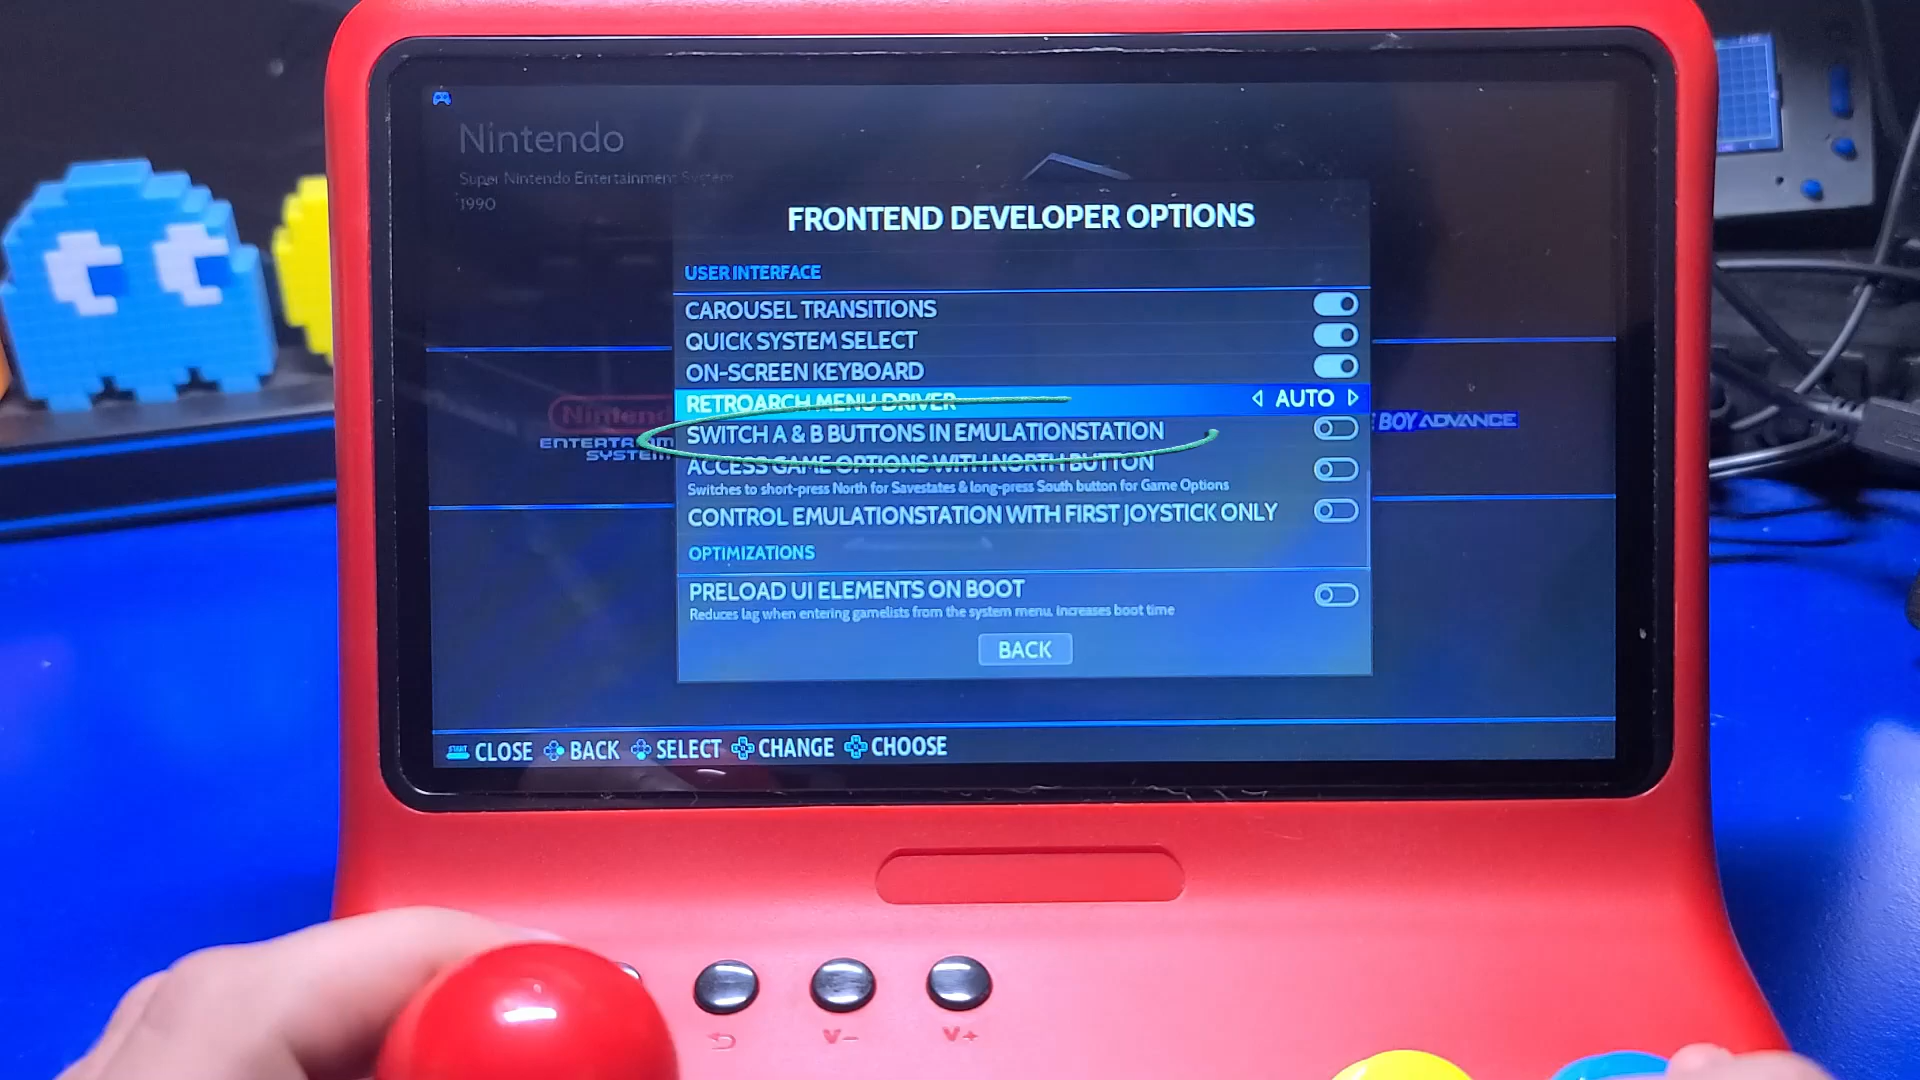 Nintendo
Super Nintendo Entertainment System
1990
FRONTEND DEVELOPER OPTIONS
USER INTERFACE
CAROUSEL TRANSITIONS
QUICK SYSTEM SELECT
ON-SCREEN KEYBOARD
RETROARCH MENU DRIVER AUTO
SWITCH A & B BUTTONS IN EMULATIONSTATION
ACCESS GAME OPTIONS WITH NORTH BUTTON
Switches to short-press North for Savestates & long-press South button for Game Options
CONTROL EMULATIONSTATION WITH FIRST JOYSTICK ONLY
OPTIMIZATIONS
PRELOAD UI ELEMENTS ON BOOT
Reduces lag when entering gamelists from the system menu, increases boot time
BACK
SYSTEM
BOY ADVANCE
START CLOSE BACK SELECT CHANGE CHOOSE
V- V+